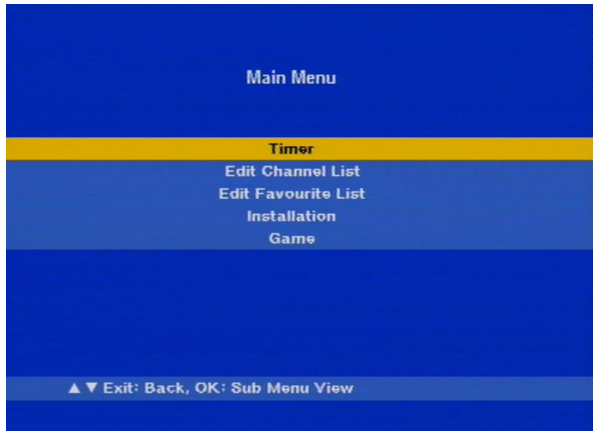 Main Menu
Timer
Edit Channel List
Edit Favourite List
Installation
Game
▲▼ Exit: Back, OK: Sub Menu View